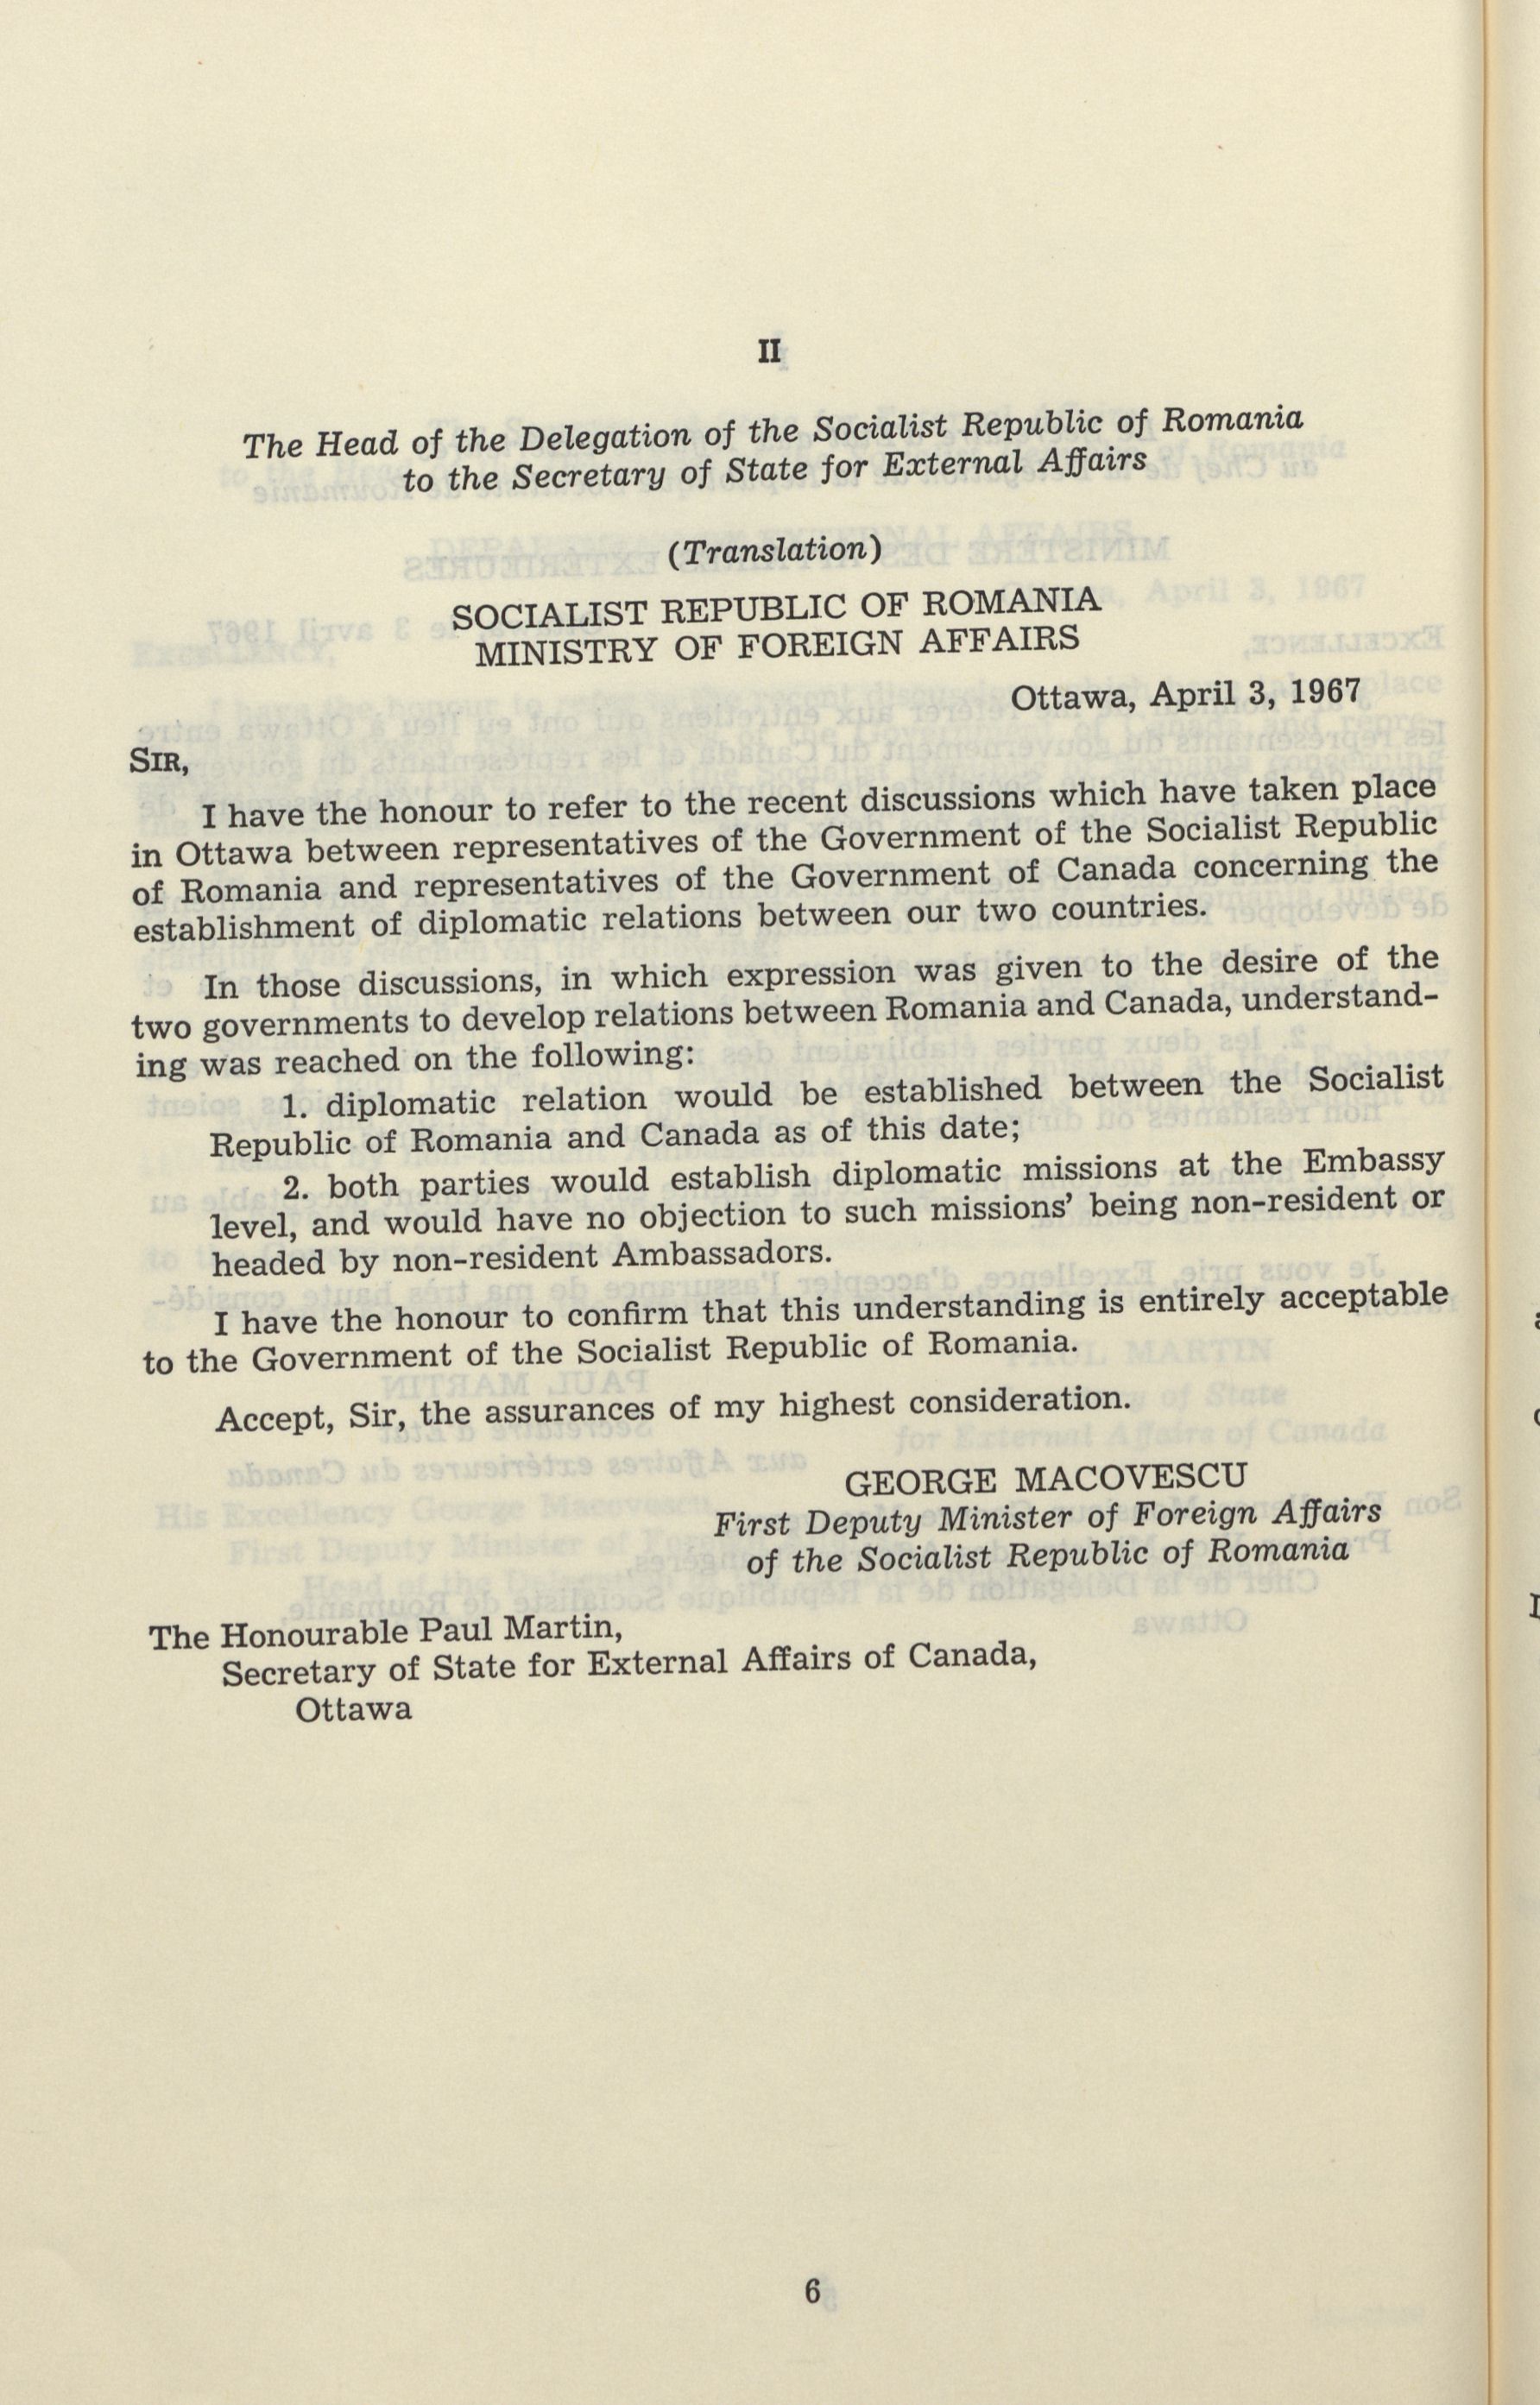 II
The Head of the Delegation of the Socialist Republic of Romania
to the Secretary of State for External Affairs
(Translation)
SOCIALIST REPUBLIC OF ROMANIA
MINISTRY OF FOREIGN AFFAIRS
Ottawa, April 3, 1967
SIR,
I have the honour to refer to the recent discussions which have taken place
in Ottawa between representatives of the Government of the Socialist Republic
of Romania and representatives of the Government of Canada concerning the
establishment of diplomatic relations between our two countries.
In those discussions, in which expression was given to the desire of the
two governments to develop relations between Romania and Canada, understand-
ing was reached on the following:
1. diplomatic relation would be established between the Socialist
Republic of Romania and Canada as of this date;
2. both parties would establish diplomatic missions at the Embassy
level, and would have no objection to such missions' being non-resident or
headed by non-resident Ambassadors.
I have the honour to confirm that this understanding is entirely acceptable
to the Government of the Socialist Republic of Romania.
Accept, Sir, the assurances of my highest consideration.
GEORGE MACOVESCU
First Deputy Minister of Foreign Affairs
of the Socialist Republic of Romania
The Honourable Paul Martin,
Secretary of State for External Affairs of Canada,
Ottawa
6